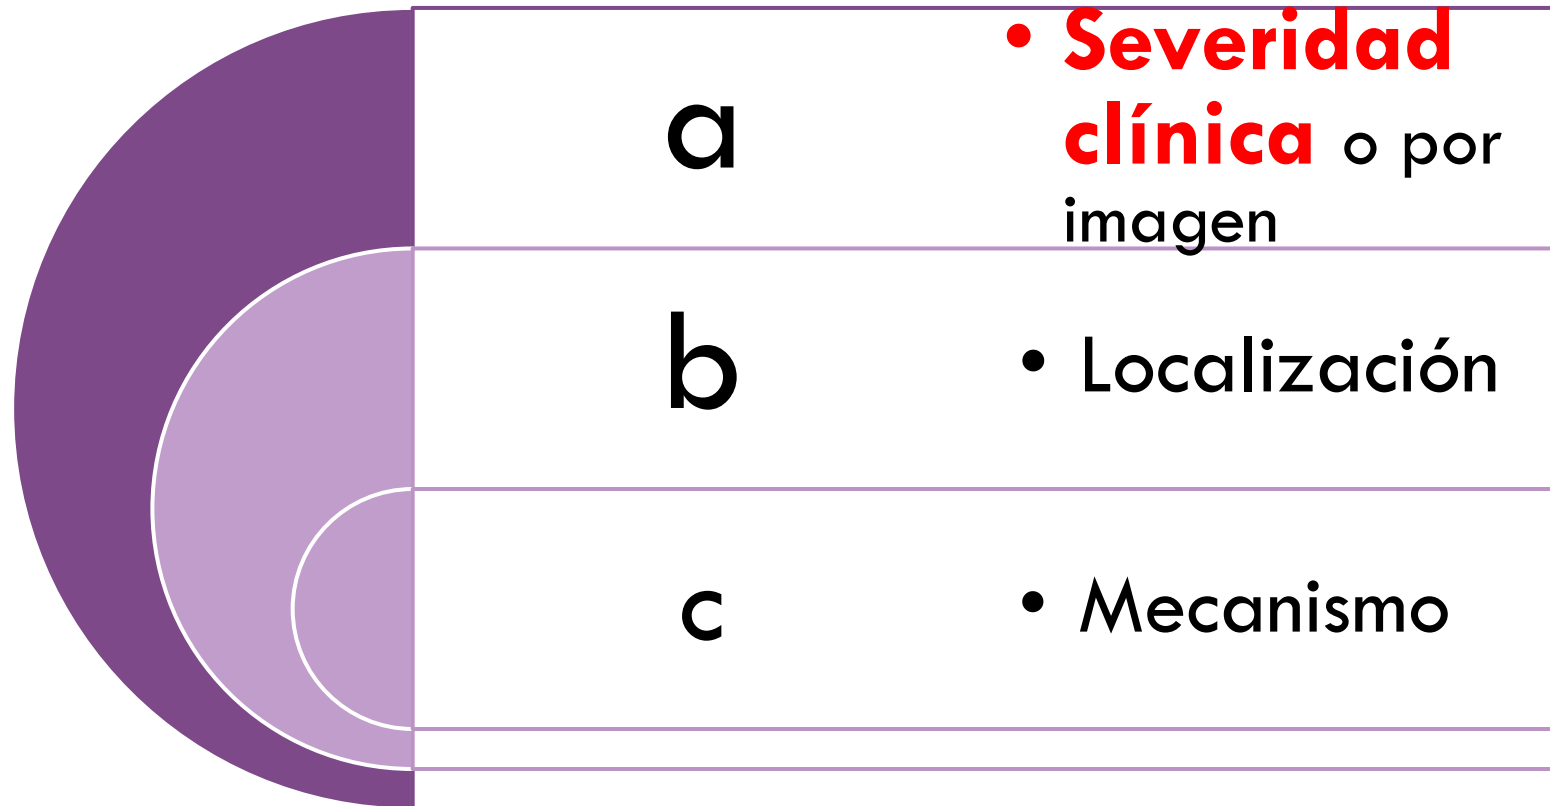 a
• Severidad
clínica o por
imagen
b
• Localización
c
• Mecanismo